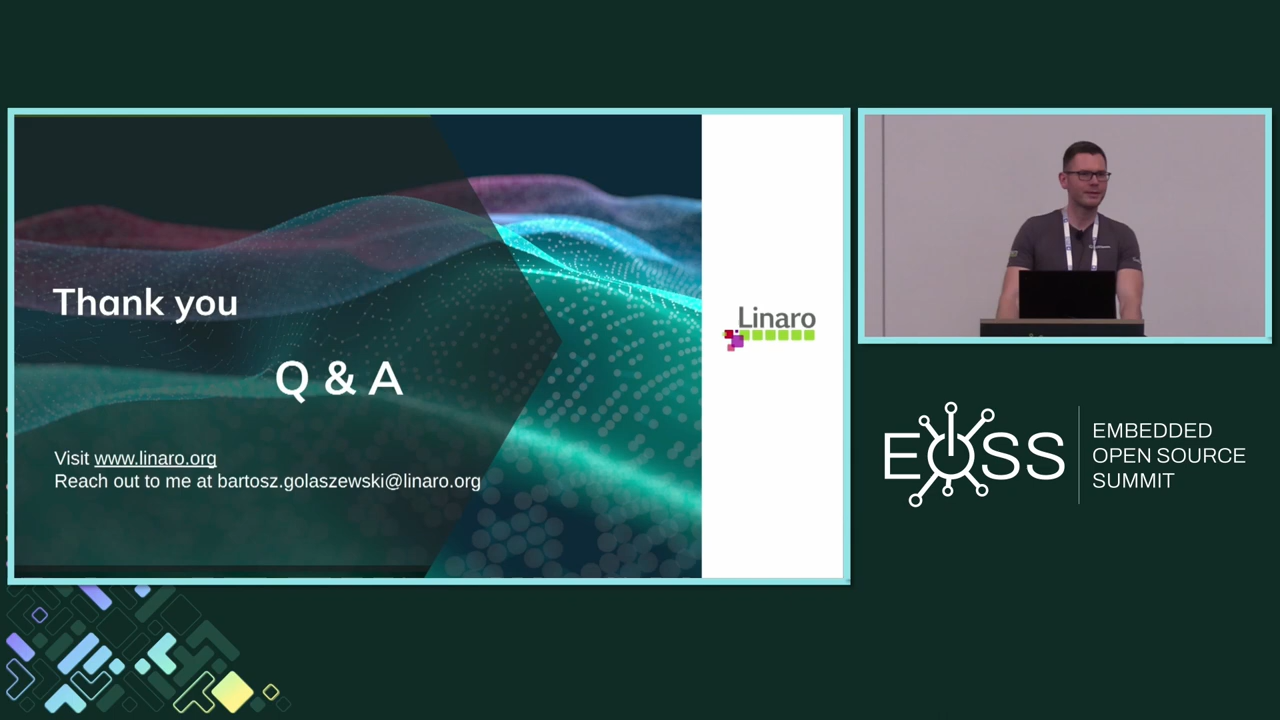 Thank you
Q & A
Visit www.linaro.org
Reach out to me at bartosz.golaszewski@linaro.org
Linaro
EOSS
EMBEDDED
OPEN SOURCE
SUMMIT